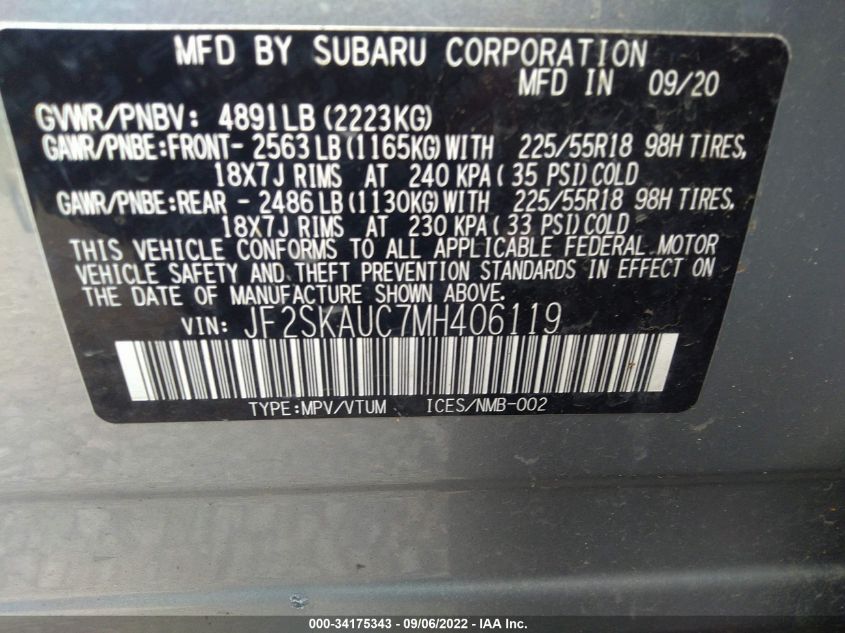 MFD BY SUBARU CORPORATION
MFD IN 09/20
GVWR/PNBV: 4891LB (2223KG)
GAWR/PNBE:FRONT- 2563 LB (1165KG) WITH 225/55R18 98H TIRES,
18X7J RIMS AT 240 KPA ( 35 PSI) COLD
GAWR/PNBE:REAR - 2486 LB (1130KG) WITH 225/55R18 98H TIRES,
18X7J RIMS AT 230 KPA ( 33 PSI) COLD
THIS VEHICLE CONFORMS TO ALL APPLICABLE FEDERAL MOTOR
VEHICLE SAFETY AND THEFT PREVENTION STANDARDS IN EFFECT ON
THE DATE OF MANUFACTURE SHOWN ABOVE.
VIN: JF2SKAUC7MH406119
TYPE:MPV/VTUM ICES/NMB-002
000-34175343 - 09/06/2022 - IAA, Inc.